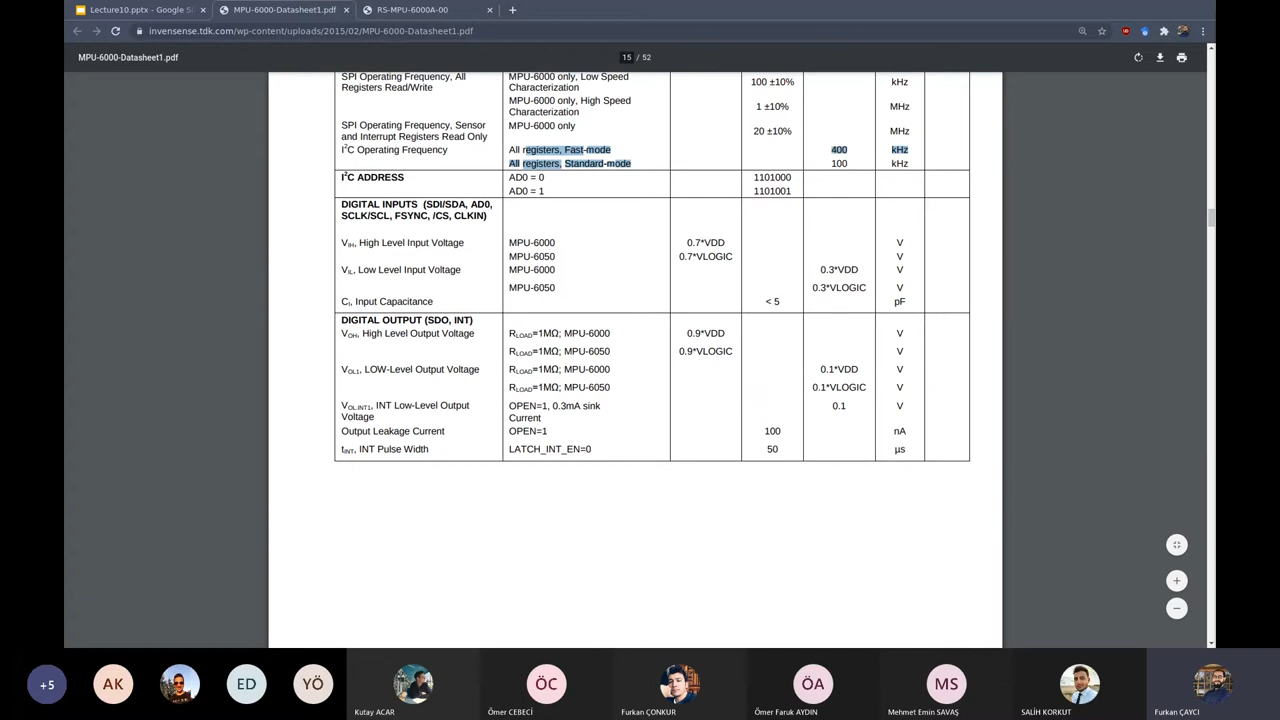 Lecture10.pptx - Google Sl
MPU-6000-Datasheet1.pdf
RS-MPU-6000A-00
invensense.tdk.com/wp-content/uploads/2015/02/MPU-6000-Datasheet1.pdf
MPU-6000-Datasheet1.pdf
15 / 52
SPI Operating Frequency, All Registers Read/Write MPU-6000 only, Low Speed Characterization 100 ±10% kHz
MPU-6000 only, High Speed Characterization 1 ±10% MHz
SPI Operating Frequency, Sensor and Interrupt Registers Read Only MPU-6000 only 20 ±10% MHz
I2C Operating Frequency All registers, Fast-mode 400 kHz
All registers, Standard-mode 100 kHz
I2C ADDRESS AD0 = 0 1101000
AD0 = 1 1101001
DIGITAL INPUTS (SDI/SDA, AD0,
SCLK/SCL, FSYNC, /CS, CLKIN)
VIH, High Level Input Voltage MPU-6000 0.7*VDD V
MPU-6050 0.7*VLOGIC V
VIL, Low Level Input Voltage MPU-6000 0.3*VDD V
MPU-6050 0.3*VLOGIC V
CI, Input Capacitance < 5 pF
DIGITAL OUTPUT (SDO, INT)
VOH, High Level Output Voltage RLOAD=1MΩ; MPU-6000 0.9*VDD V
RLOAD=1MΩ; MPU-6050 0.9*VLOGIC V
VOL1, LOW-Level Output Voltage RLOAD=1MΩ; MPU-6000 0.1*VDD V
RLOAD=1MΩ; MPU-6050 0.1*VLOGIC V
VOL.INT1, INT Low-Level Output Voltage OPEN=1, 0.3mA sink Current 0.1 V
Output Leakage Current OPEN=1 100 nA
tINT, INT Pulse Width LATCH_INT_EN=0 50 µs
+5
AK
ED
YÖ
ÖC
ÖA
MS
Kutay ACAR
Ömer CEBECİ
Furkan ÇONKUR
Ömer Faruk AYDIN
Mehmet Emin SAVAŞ
SALİH KORKUT
Furkan ÇAYCI